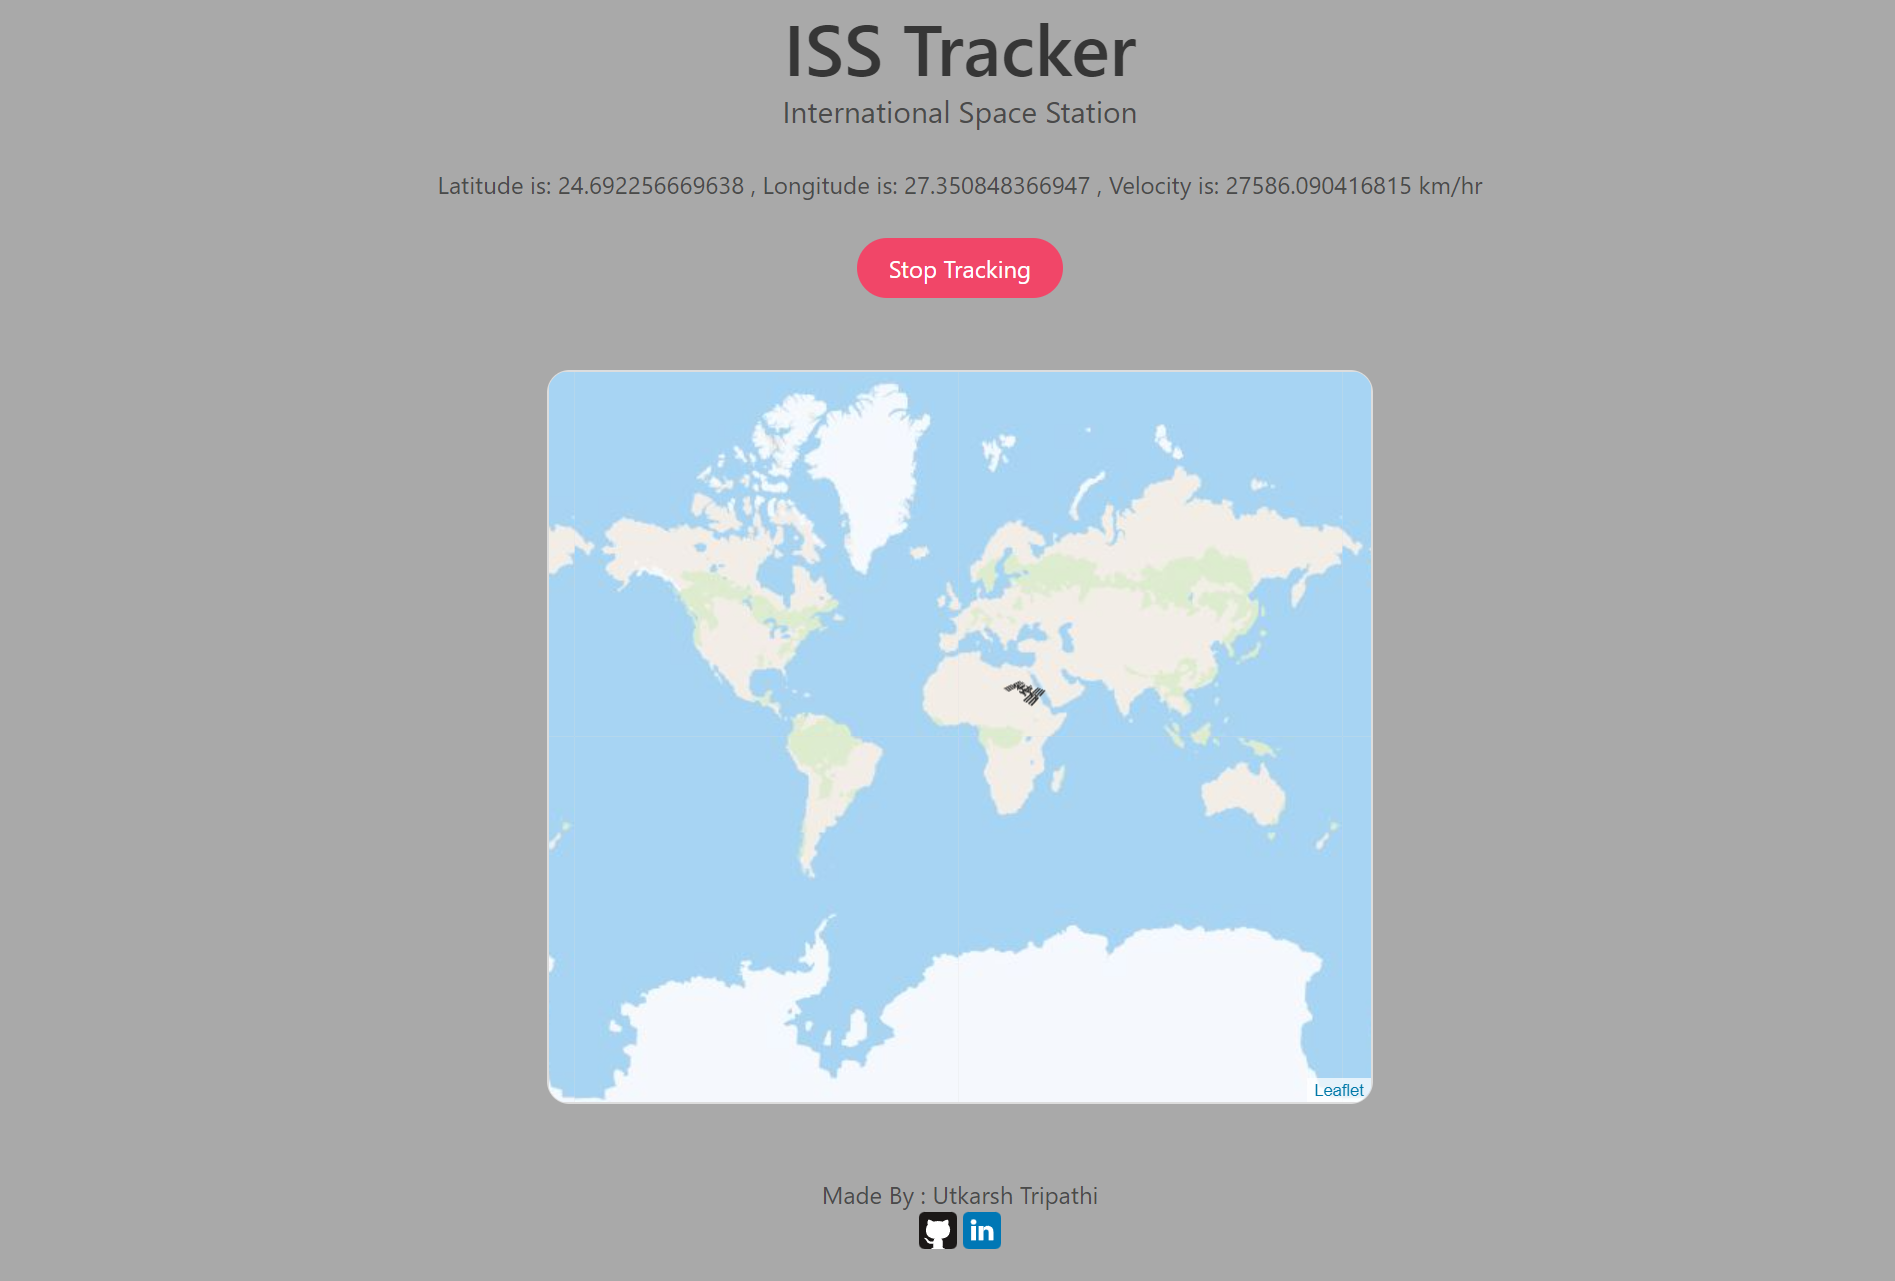 ISS Tracker
International Space Station
Latitude is: 24.692256669638 , Longitude is: 27.350848366947 , Velocity is: 27586.090416815 km/hr
Stop Tracking
Leaflet
Made By : Utkarsh Tripathi
in